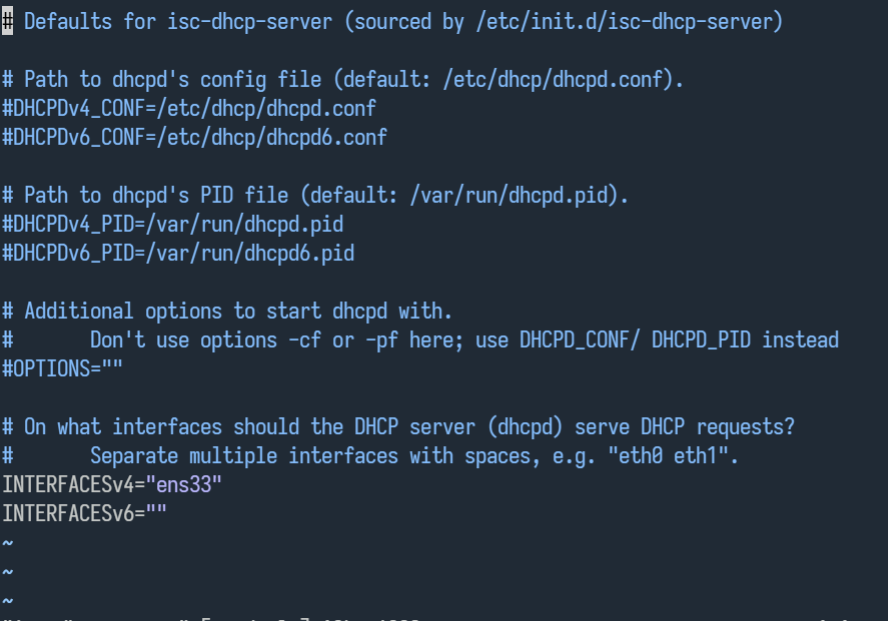 # Defaults for isc-dhcp-server (sourced by /etc/init.d/isc-dhcp-server)
# Path to dhcpd's config file (default: /etc/dhcp/dhcpd.conf).
#DHCPDv4_CONF=/etc/dhcp/dhcpd.conf
#DHCPDv6_CONF=/etc/dhcp/dhcpd6.conf
# Path to dhcpd's PID file (default: /var/run/dhcpd.pid).
#DHCPDv4_PID=/var/run/dhcpd.pid
#DHCPDv6_PID=/var/run/dhcpd6.pid
# Additional options to start dhcpd with.
#       Don't use options -cf or -pf here; use DHCPD_CONF/ DHCPD_PID instead
#OPTIONS=""
# On what interfaces should the DHCP server (dhcpd) serve DHCP requests?
#       Separate multiple interfaces with spaces, e.g. "eth0 eth1".
INTERFACESv4="ens33"
INTERFACESv6=""
~
~
~